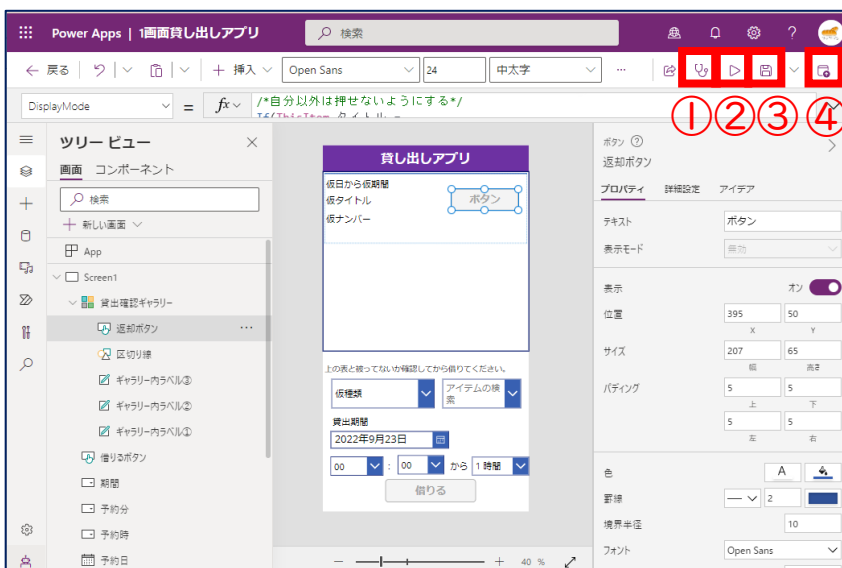 Power Apps | 1画面貸し出しアプリ
検索
戻る
挿入
Open Sans
24
中太字
...
① ② ③ ④
DisplayMode
=
fx
/*自分以外は押せないようにする*/
ツリー ビュー
画面 コンポーネント
検索
新しい画面
App
Screen1
貸出確認ギャラリー
返却ボタン
区切り線
ギャラリー内ラベル③
ギャラリー内ラベル②
ギャラリー内ラベル①
借りるボタン
期間
予約分
予約時
予約日
貸し出しアプリ
仮日から仮期間
仮タイトル
ボタン
仮ナンバー
上の表と被ってないか確認してから借りてください。
仮種類
アイテムの検
索
貸出期間
2022年9月23日
00 : 00 から 1 時間
借りる
40 %
ボタン
返却ボタン
プロパティ 詳細設定 アイデア
テキスト ボタン
表示モード 無効
表示 オン
位置 395 50
X Y
サイズ 207 65
幅 高さ
パディング 5 5
上 下
5 5
左 右
色 A
罫線 2
境界半径 10
フォント Open Sans